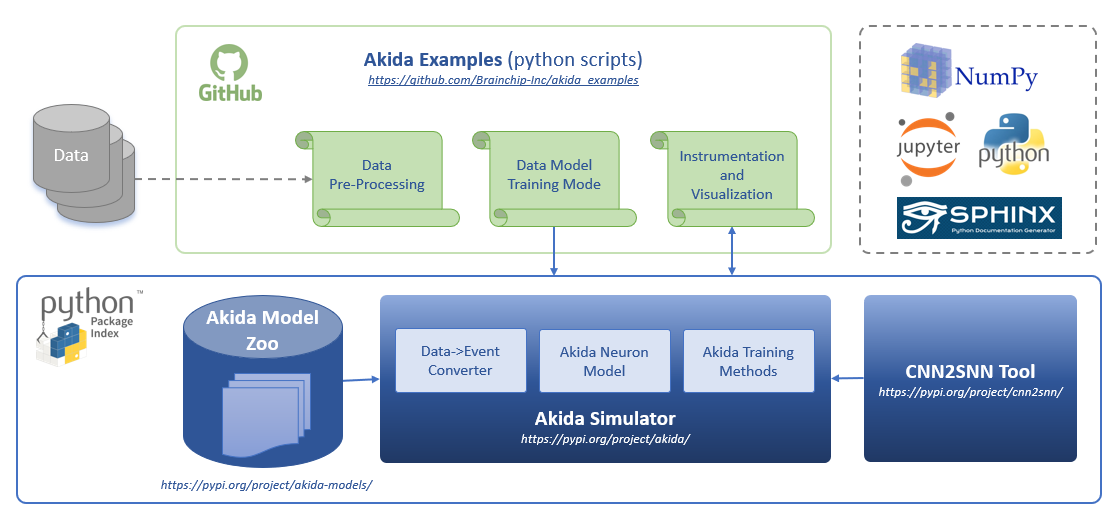 GitHub
Akida Examples (python scripts)
https://github.com/Brainchip-Inc/akida_examples
Data
Data
Pre-Processing
Data Model
Training Mode
Instrumentation
and
Visualization
NumPy
jupyter
python
SPHINX
Python Documentation Generator
python™
Package
Index
Akida Model
Zoo
https://pypi.org/project/akida-models/
Data->Event
Converter
Akida Neuron
Model
Akida Training
Methods
Akida Simulator
https://pypi.org/project/akida/
CNN2SNN Tool
https://pypi.org/project/cnn2snn/